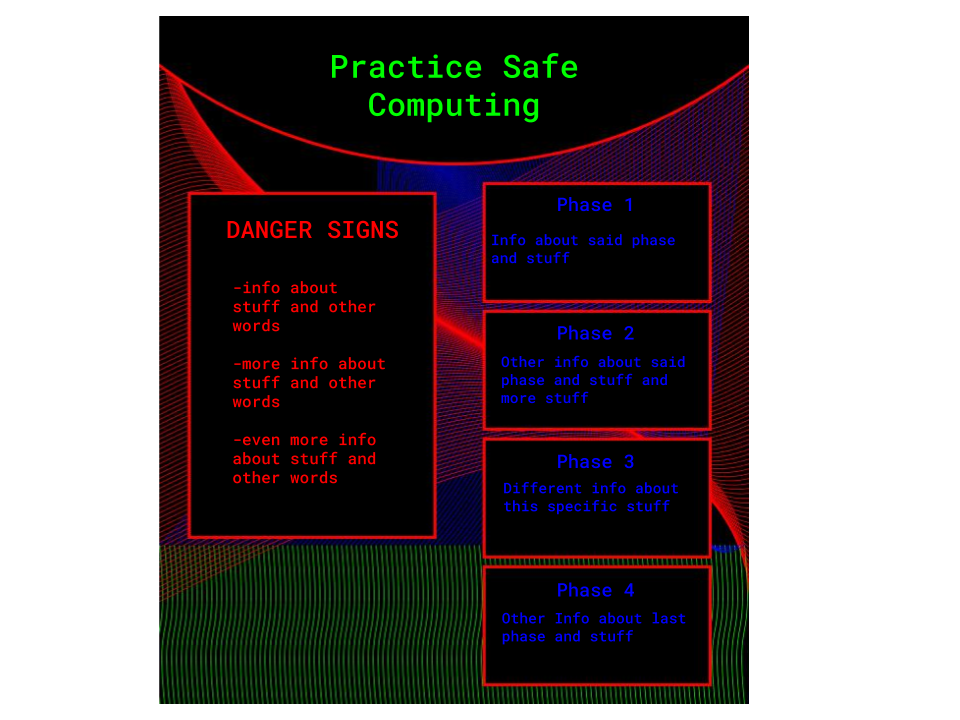 Practice Safe
Computing
DANGER SIGNS
-info about
stuff and other
words
-more info about
stuff and other
words
-even more info
about stuff and
other words
Phase 1
Info about said phase
and stuff
Phase 2
Other info about said
phase and stuff and
more stuff
Phase 3
Different info about
this specific stuff
Phase 4
Other Info about last
phase and stuff